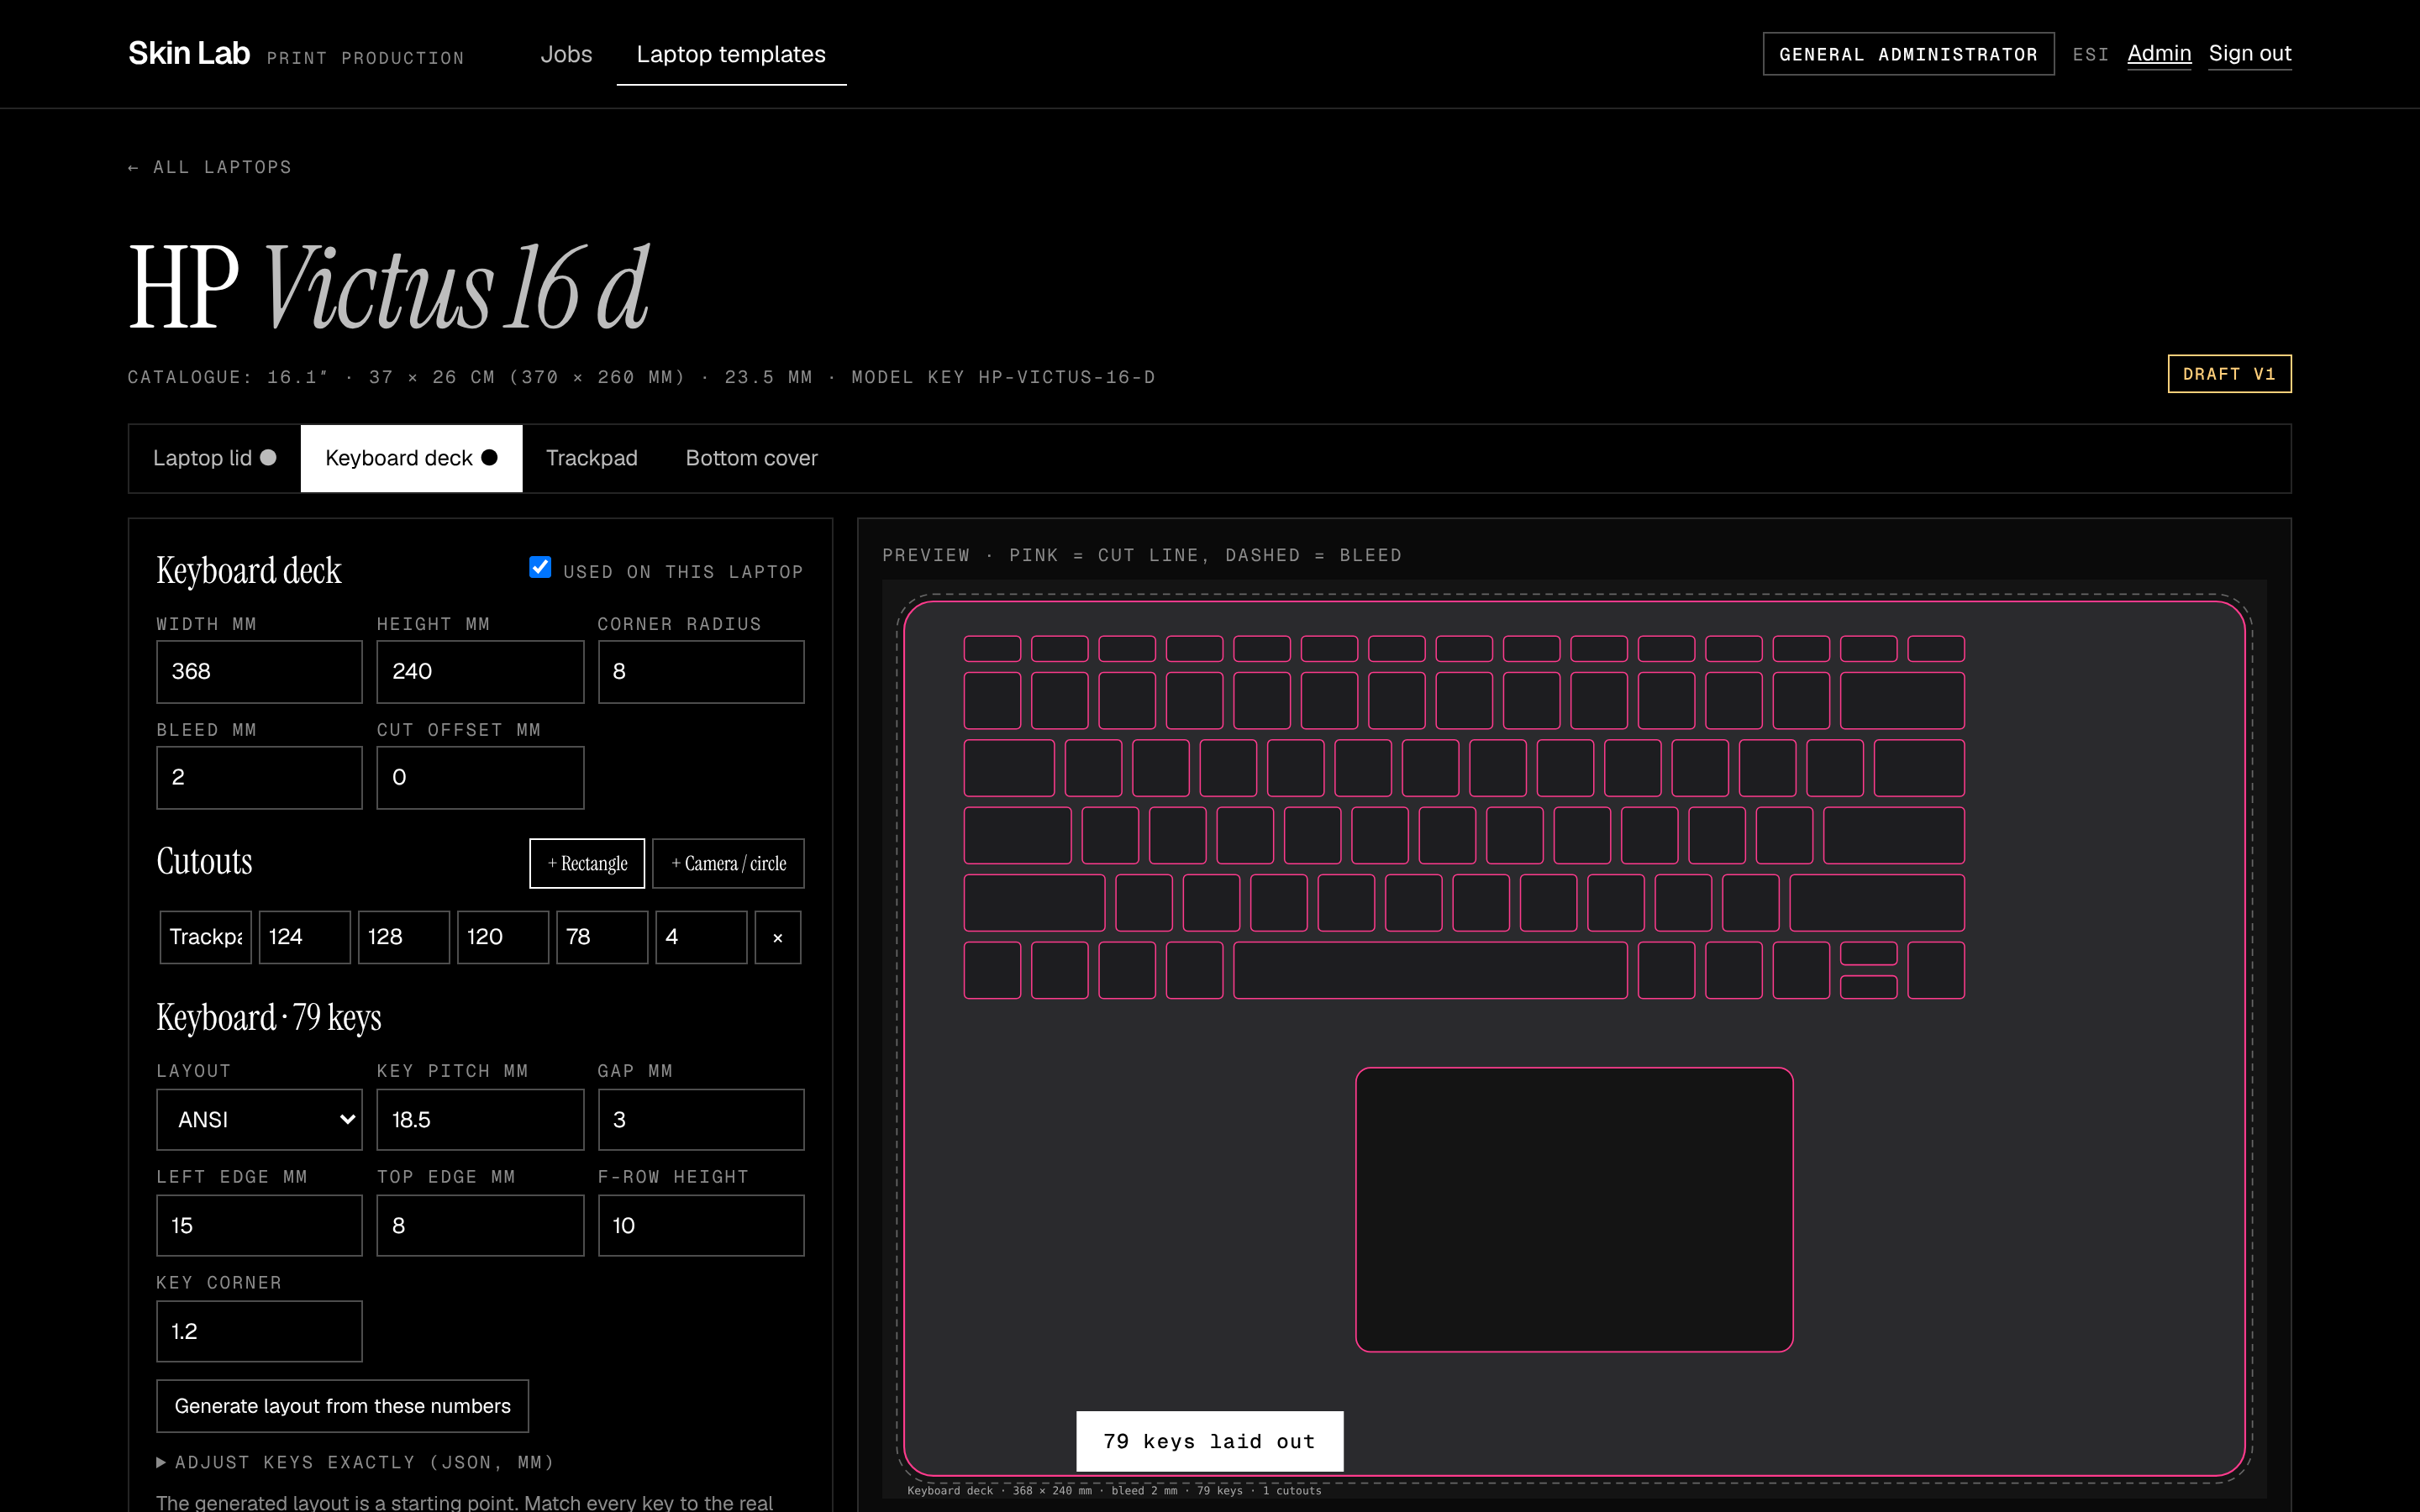 Skin Lab PRINT PRODUCTION Jobs Laptop templates GENERAL ADMINISTRATOR ESI Admin Sign out
← ALL LAPTOPS
HP Victus 16 d
CATALOGUE: 16.1″ · 37 × 26 CM (370 × 260 MM) · 23.5 MM · MODEL KEY HP-VICTUS-16-D
DRAFT V1
Laptop lid Keyboard deck Trackpad Bottom cover
Keyboard deck
USED ON THIS LAPTOP
WIDTH MM HEIGHT MM CORNER RADIUS
368 240 8
BLEED MM CUT OFFSET MM
2 0
Cutouts + Rectangle + Camera / circle
Trackpa 124 128 120 78 4 ×
Keyboard · 79 keys
LAYOUT KEY PITCH MM GAP MM
ANSI 18.5 3
LEFT EDGE MM TOP EDGE MM F-ROW HEIGHT
15 8 10
KEY CORNER
1.2
Generate layout from these numbers
▶ ADJUST KEYS EXACTLY (JSON, MM)
The generated layout is a starting point. Match every key to the real
PREVIEW · PINK = CUT LINE, DASHED = BLEED
79 keys laid out
Keyboard deck · 368 × 240 mm · bleed 2 mm · 79 keys · 1 cutouts